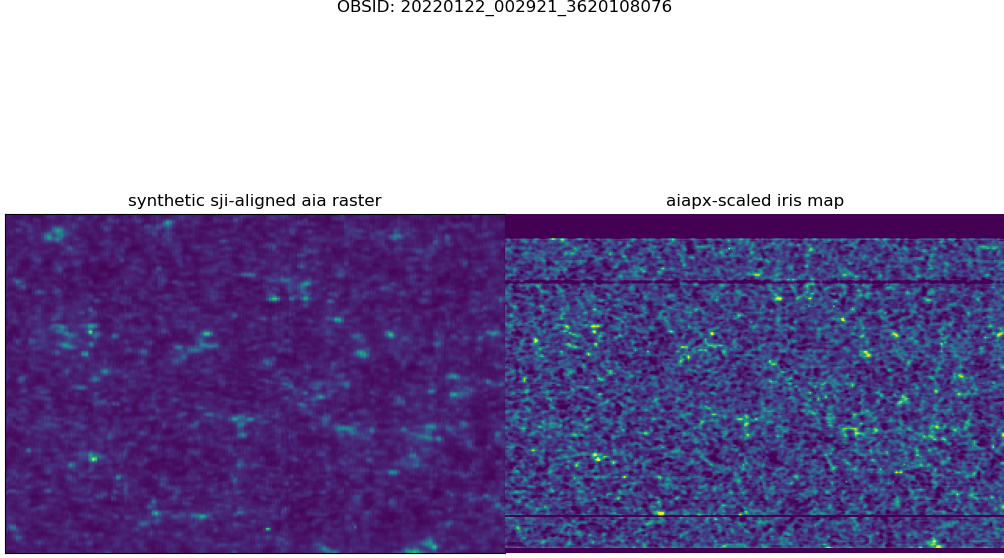 OBSID: 20220122_002921_3620108076
synthetic sji-aligned aia raster
aiapx-scaled iris map